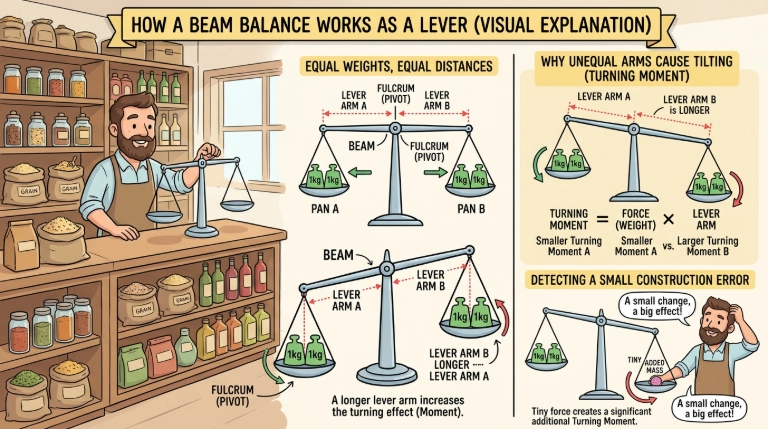 HOW A BEAM BALANCE WORKS AS A LEVER (VISUAL EXPLANATION)
GRAIN
GRAIN
GRAIN
GRAIN
EQUAL WEIGHTS, EQUAL DISTANCES
LEVER
ARM A
FULCRUM
(PIVOT)
LEVER
ARM B
BEAM
FULCRUM
(PIVOT)
1kg 1kg
1kg 1kg
PAN A
PAN B
BEAM
LEVER
ARM A
LEVER
ARM B
1kg 1kg
1kg 1kg
LEVER ARM B
LONGER ----
LEVER ARM A
FULCRUM
(PIVOT)
A longer lever arm increases
the turning effect (Moment).
WHY UNEQUAL ARMS CAUSE TILTING
(TURNING MOMENT)
LEVER ARM A
LEVER ARM B
IS LONGER
1kg 1kg
1kg 1kg
TURNING
MOMENT
=
FORCE
(WEIGHT)
×
LEVER
ARM
Smaller Turning
Moment A
Smaller
Moment A
vs.
Larger Turning
Moment B
DETECTING A SMALL CONSTRUCTION ERROR
A small change,
a big effect!
1kg 1kg
TINY
ADDED
MASS
A small change,
a big effect!
Tiny force creates a significant
additional Turning Moment.